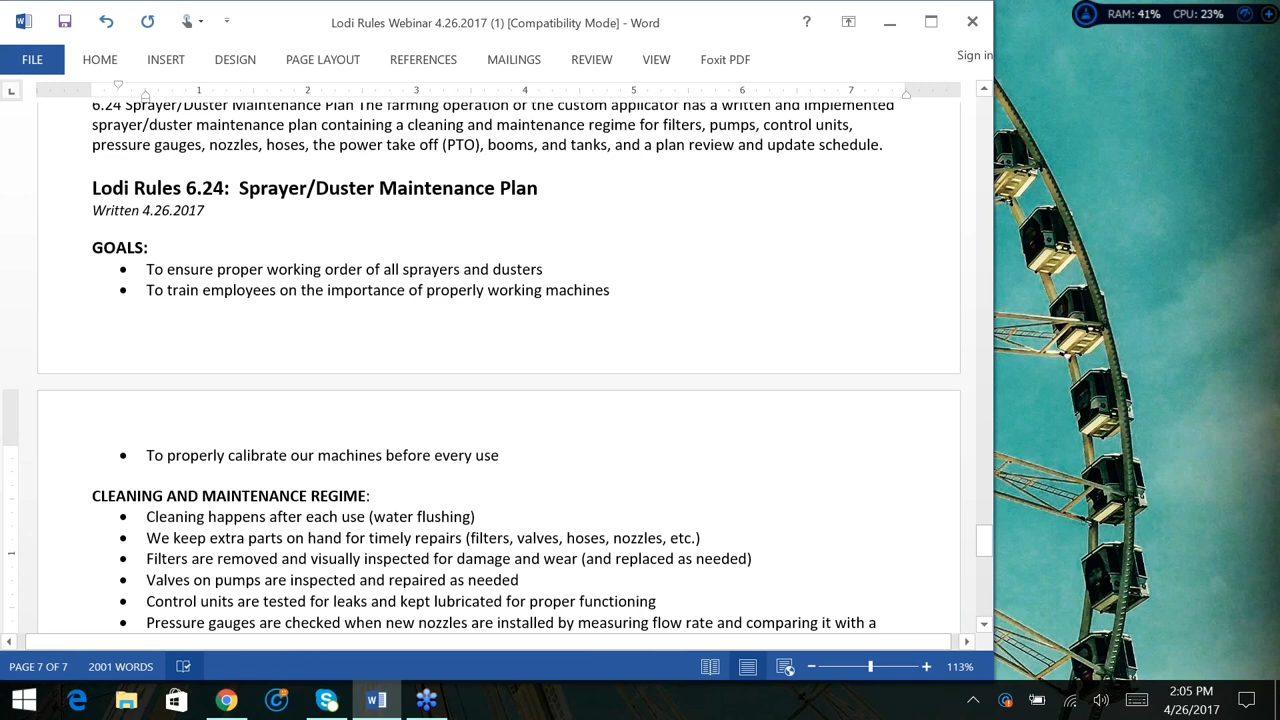 Lodi Rules Webinar 4.26.2017 (1) [Compatibility Mode] - Word
RAM: 41% CPU: 23%
FILE HOME INSERT DESIGN PAGE LAYOUT REFERENCES MAILINGS REVIEW VIEW Foxit PDF Sign in
1 2 3 4 5 6 7
6.24 Sprayer/Duster Maintenance Plan The farming operation or the custom applicator has a written and implemented
sprayer/duster maintenance plan containing a cleaning and maintenance regime for filters, pumps, control units,
pressure gauges, nozzles, hoses, the power take off (PTO), booms, and tanks, and a plan review and update schedule.
Lodi Rules 6.24: Sprayer/Duster Maintenance Plan
Written 4.26.2017
GOALS:
• To ensure proper working order of all sprayers and dusters
• To train employees on the importance of properly working machines
• To properly calibrate our machines before every use
CLEANING AND MAINTENANCE REGIME:
• Cleaning happens after each use (water flushing)
• We keep extra parts on hand for timely repairs (filters, valves, hoses, nozzles, etc.)
• Filters are removed and visually inspected for damage and wear (and replaced as needed)
• Valves on pumps are inspected and repaired as needed
• Control units are tested for leaks and kept lubricated for proper functioning
• Pressure gauges are checked when new nozzles are installed by measuring flow rate and comparing it with a
1
PAGE 7 OF 7 2001 WORDS 113%
2:05 PM
4/26/2017